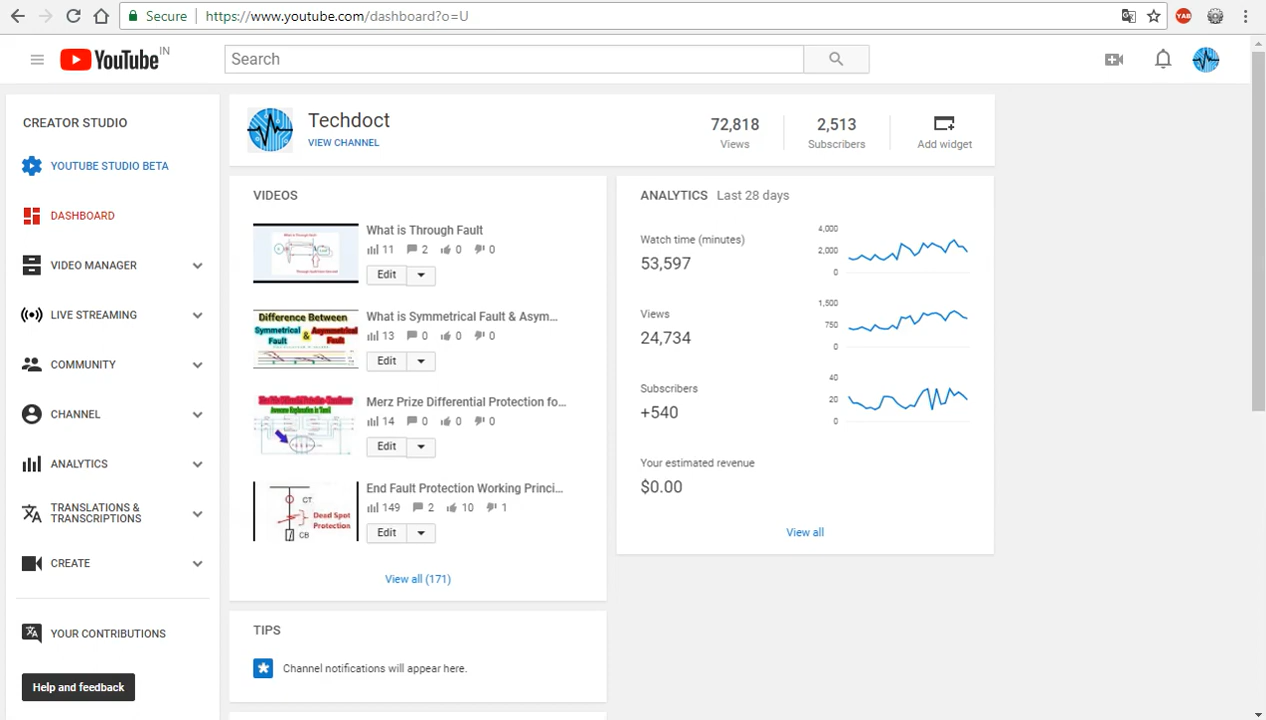 Secure https://www.youtube.com/dashboard?o=U
YAB
YouTube IN
Search
CREATOR STUDIO
YOUTUBE STUDIO BETA
DASHBOARD
VIDEO MANAGER
LIVE STREAMING
COMMUNITY
CHANNEL
ANALYTICS
TRANSLATIONS &
TRANSCRIPTIONS
CREATE
YOUR CONTRIBUTIONS
Help and feedback
Techdoct
VIEW CHANNEL
72,818
Views
2,513
Subscribers
Add widget
VIDEOS
What is Through Fault
11 2 0 0
Edit
Difference Between
Symmetrical & Asymmetrical
Fault Fault
What is Symmetrical Fault & Asym...
13 0 0 0
Edit
Merz Prize Differential Protection fo...
14 0 0 0
Edit
CT
Dead Spot
Protection
CB
End Fault Protection Working Princi...
149 2 10 1
Edit
View all (171)
TIPS
Channel notifications will appear here.
ANALYTICS Last 28 days
Watch time (minutes)
53,597
4,000
2,000
0
Views
24,734
1,500
750
0
Subscribers
+540
40
20
0
Your estimated revenue
$0.00
View all